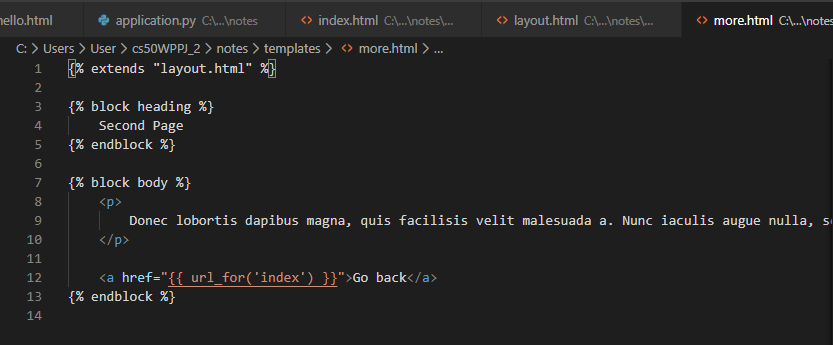 hello.html application.py C:\...\notes index.html C:\...\notes... layout.html C:\...\notes... more.html C:\...\notes
C: > Users > User > cs50WPPJ_2 > notes > templates > <> more.html > ...
1 {% extends "layout.html" %}
2
3 {% block heading %}
4 Second Page
5 {% endblock %}
6
7 {% block body %}
8 <p>
9 Donec lobortis dapibus magna, quis facilisis velit malesuada a. Nunc iaculis augue nulla, s
10 </p>
11
12 <a href="{{ url_for('index') }}">Go back</a>
13 {% endblock %}
14